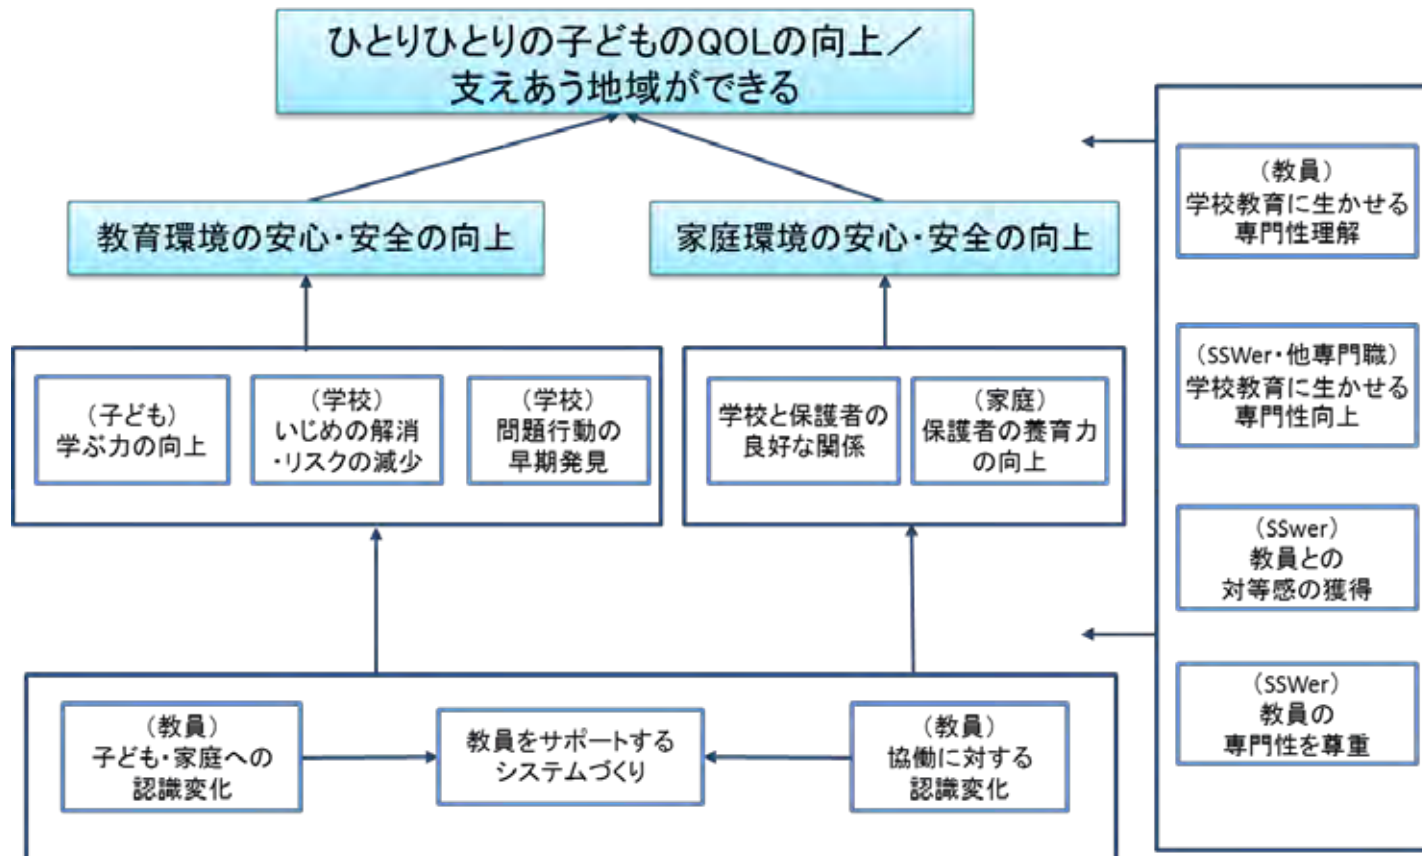 ひとりひとりの子どものQOLの向上／
支えあう地域ができる
教育環境の安心・安全の向上
家庭環境の安心・安全の向上
（子ども）
学ぶ力の向上
（学校）
いじめの解消
・リスクの減少
（学校）
問題行動の
早期発見
学校と保護者の
良好な関係
（家庭）
保護者の養育力
の向上
（教員）
子ども・家庭への
認識変化
教員をサポートする
システムづくり
（教員）
協働に対する
認識変化
（教員）
学校教育に生かせる
専門性理解
（SSWer・他専門職）
学校教育に生かせる
専門性向上
（SSwer）
教員との
対等感の獲得
（SSWer）
教員の
専門性を尊重